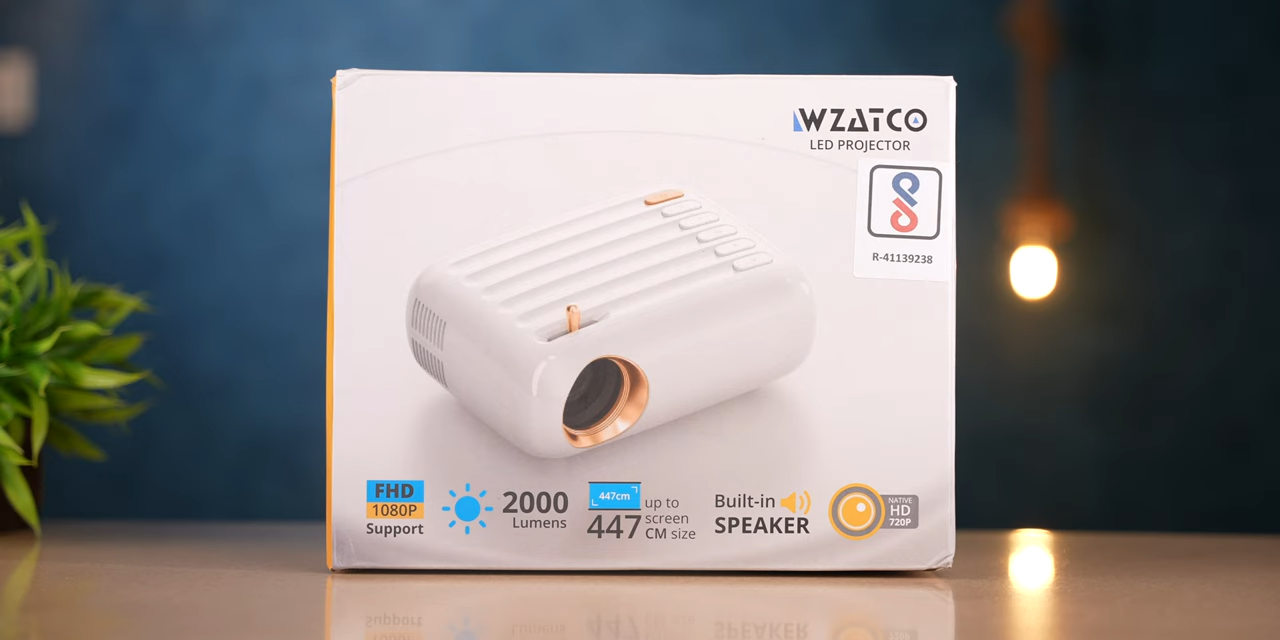 WZATCO
LED PROJECTOR
R-41139238
FHD
1080P
Support
2000
Lumens
447cm
447 up to
screen
CM size
Built-in
SPEAKER
NATIVE
HD
720P